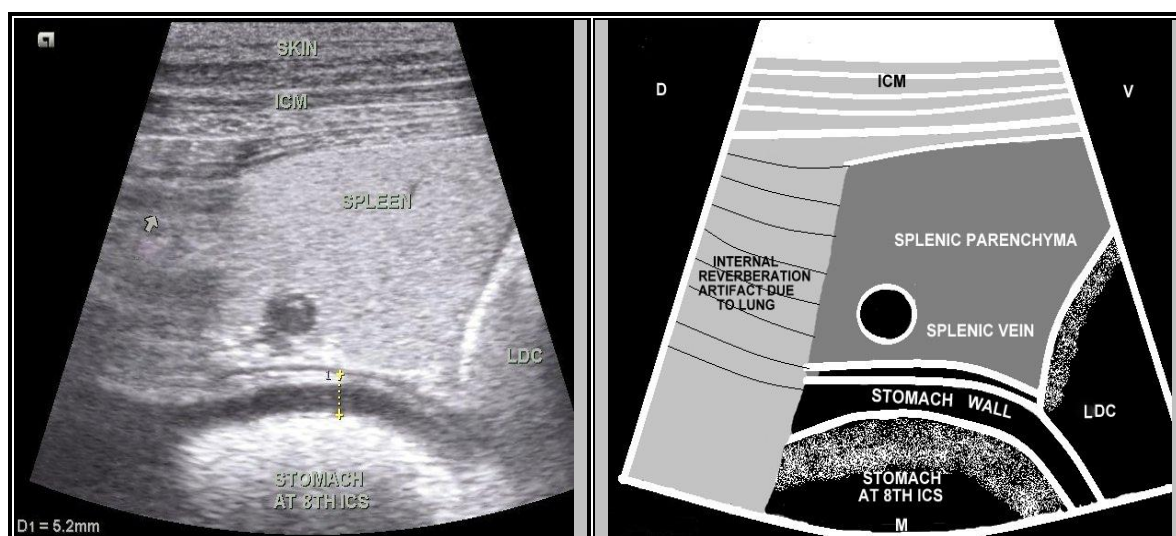 SKIN
ICM
SPLEEN
1
LDC
STOMACH
AT 8TH ICS
D1 = 5.2mm
D
ICM
V
SPLENIC PARENCHYMA
INTERNAL
REVERBERATION
ARTIFACT DUE
TO LUNG
SPLENIC VEIN
STOMACH WALL
LDC
STOMACH
AT 8TH ICS
M